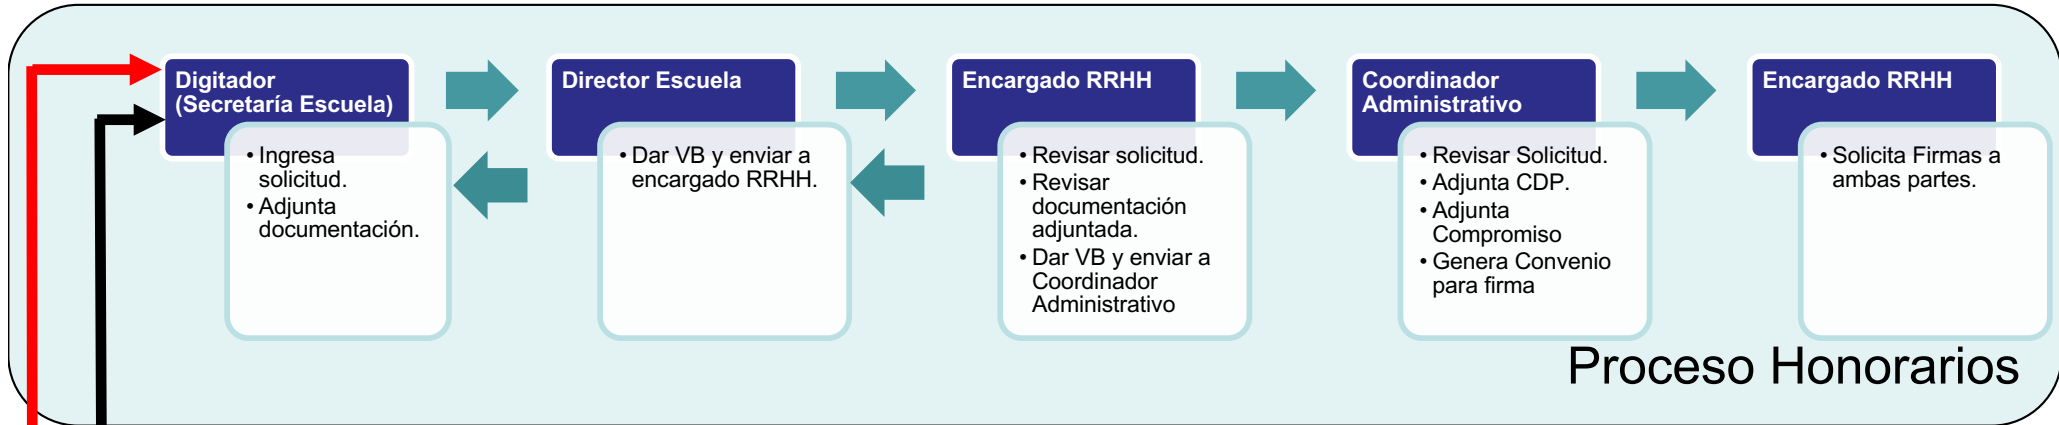 Digitador
(Secretaría Escuela)
• Ingresa
solicitud.
• Adjunta
documentación.
Director Escuela
• Dar VB y enviar a
encargado RRHH.
Encargado RRHH
• Revisar solicitud.
• Revisar
documentación
adjuntada.
• Dar VB y enviar a
Coordinador
Administrativo
Coordinador
Administrativo
• Revisar Solicitud.
• Adjunta CDP.
• Adjunta
Compromiso
• Genera Convenio
para firma
Encargado RRHH
• Solicita Firmas a
ambas partes.
Proceso Honorarios